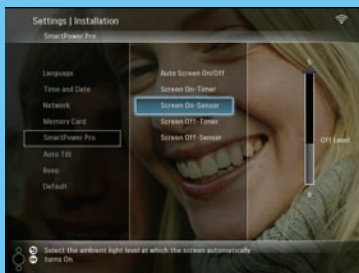 Settings | Installation
SmartPower Pro
Language
Time and Date
Network
Memory Card
SmartPower Pro
Auto Tilt
Beep
Default
Auto Screen On/Off
Screen On-Timer
Screen On-Sensor
Screen Off-Timer
Screen Off-Sensor
5
Off Level
0
Select the ambient light level at which the screen automatically
turns On